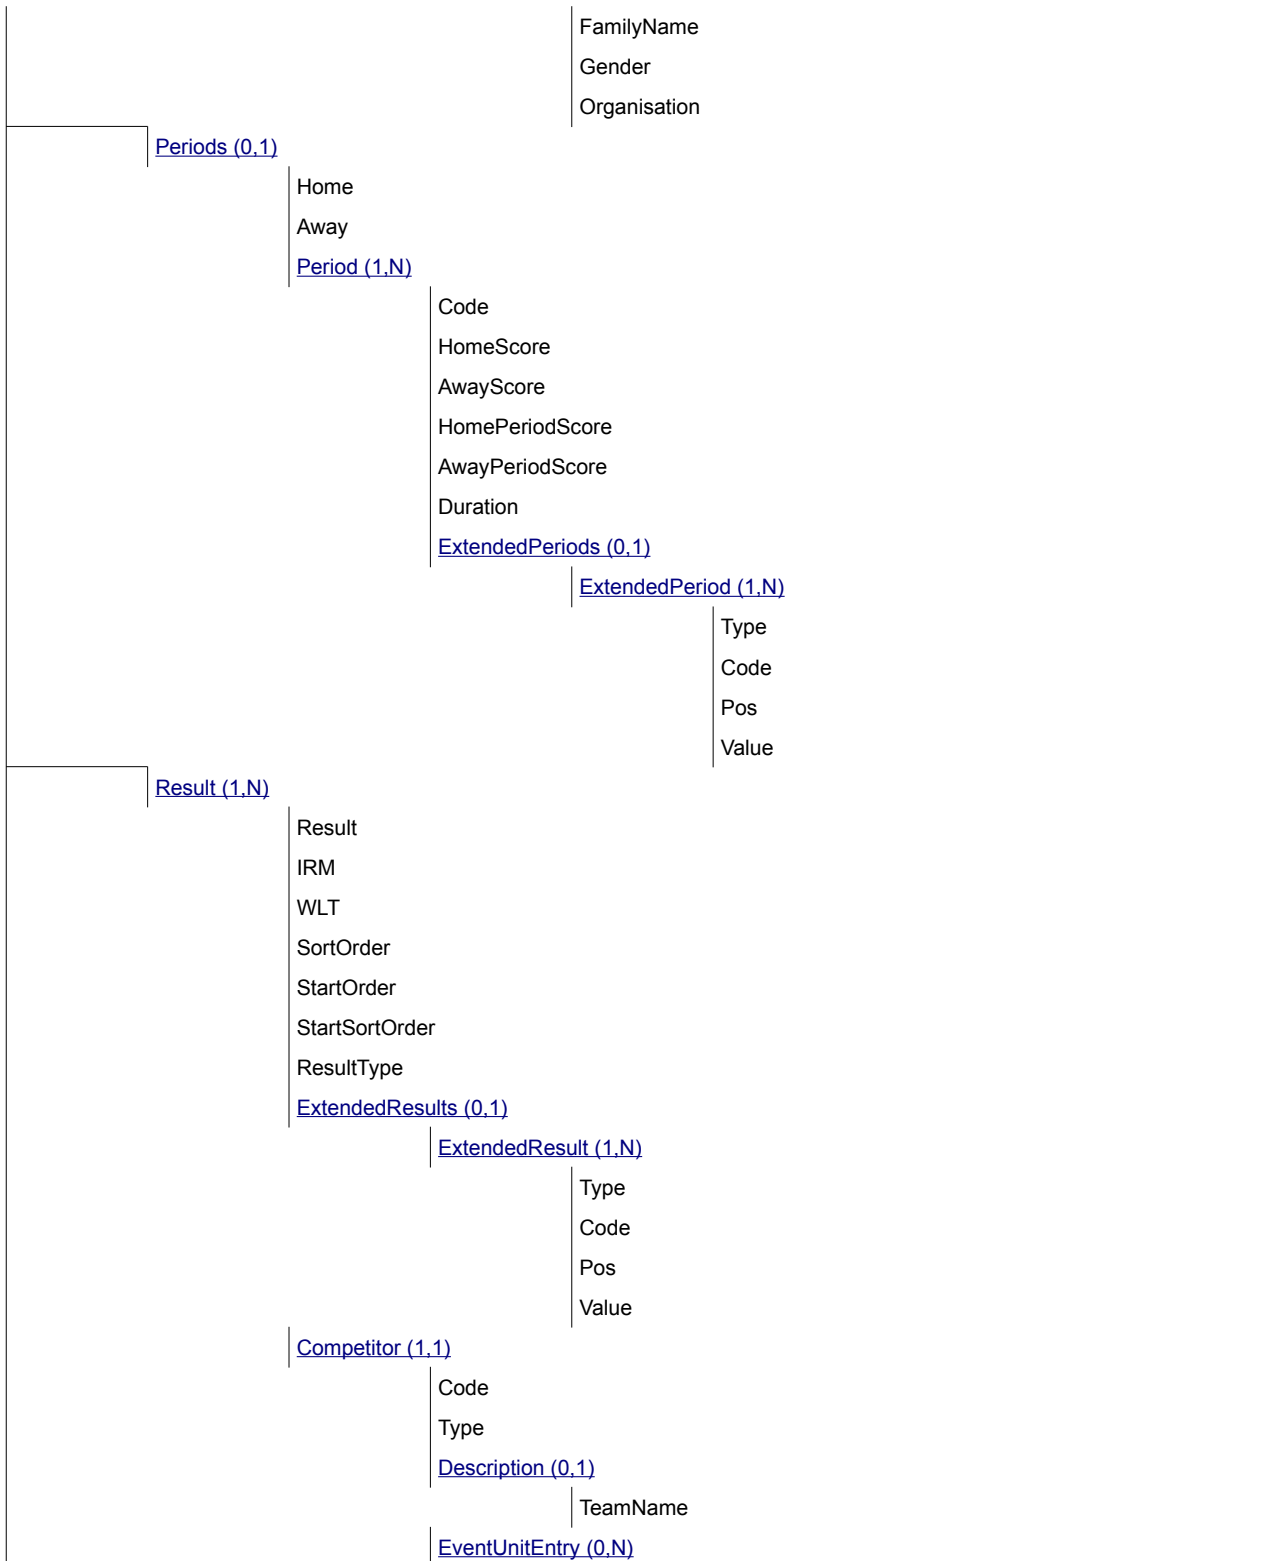 FamilyName
Gender
Organisation
Periods (0,1)
Home
Away
Period (1,N)
Code
HomeScore
AwayScore
HomePeriodScore
AwayPeriodScore
Duration
ExtendedPeriods (0,1)
ExtendedPeriod (1,N)
Type
Code
Pos
Value
Result (1,N)
Result
IRM
WLT
SortOrder
StartOrder
StartSortOrder
ResultType
ExtendedResults (0,1)
ExtendedResult (1,N)
Type
Code
Pos
Value
Competitor (1,1)
Code
Type
Description (0,1)
TeamName
EventUnitEntry (0,N)